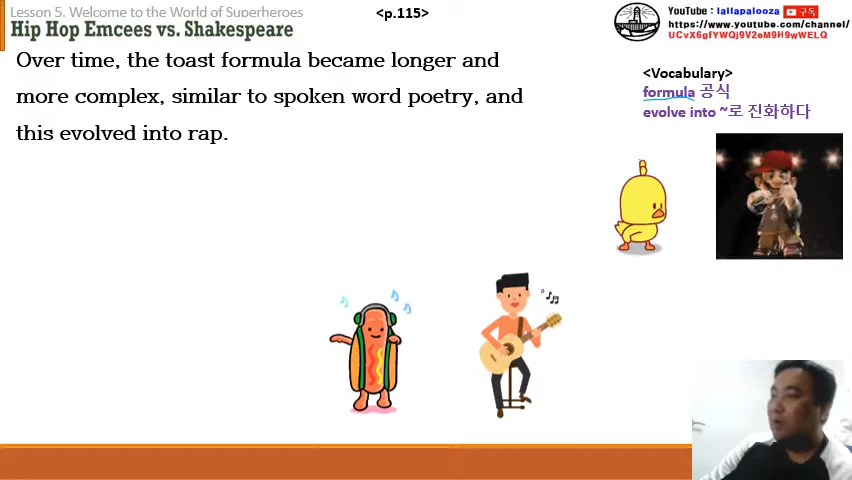 Lesson 5. Welcome to the World of Superheroes
Hip Hop Emcees vs. Shakespeare
<p.115>
YouTube : lallapalooza 구독
https://www.youtube.com/channel/
UCvX6gfYWQj9V2eM9H9wWELQ
Over time, the toast formula became longer and
more complex, similar to spoken word poetry, and
this evolved into rap.
<Vocabulary>
formula 공식
evolve into ~로 진화하다